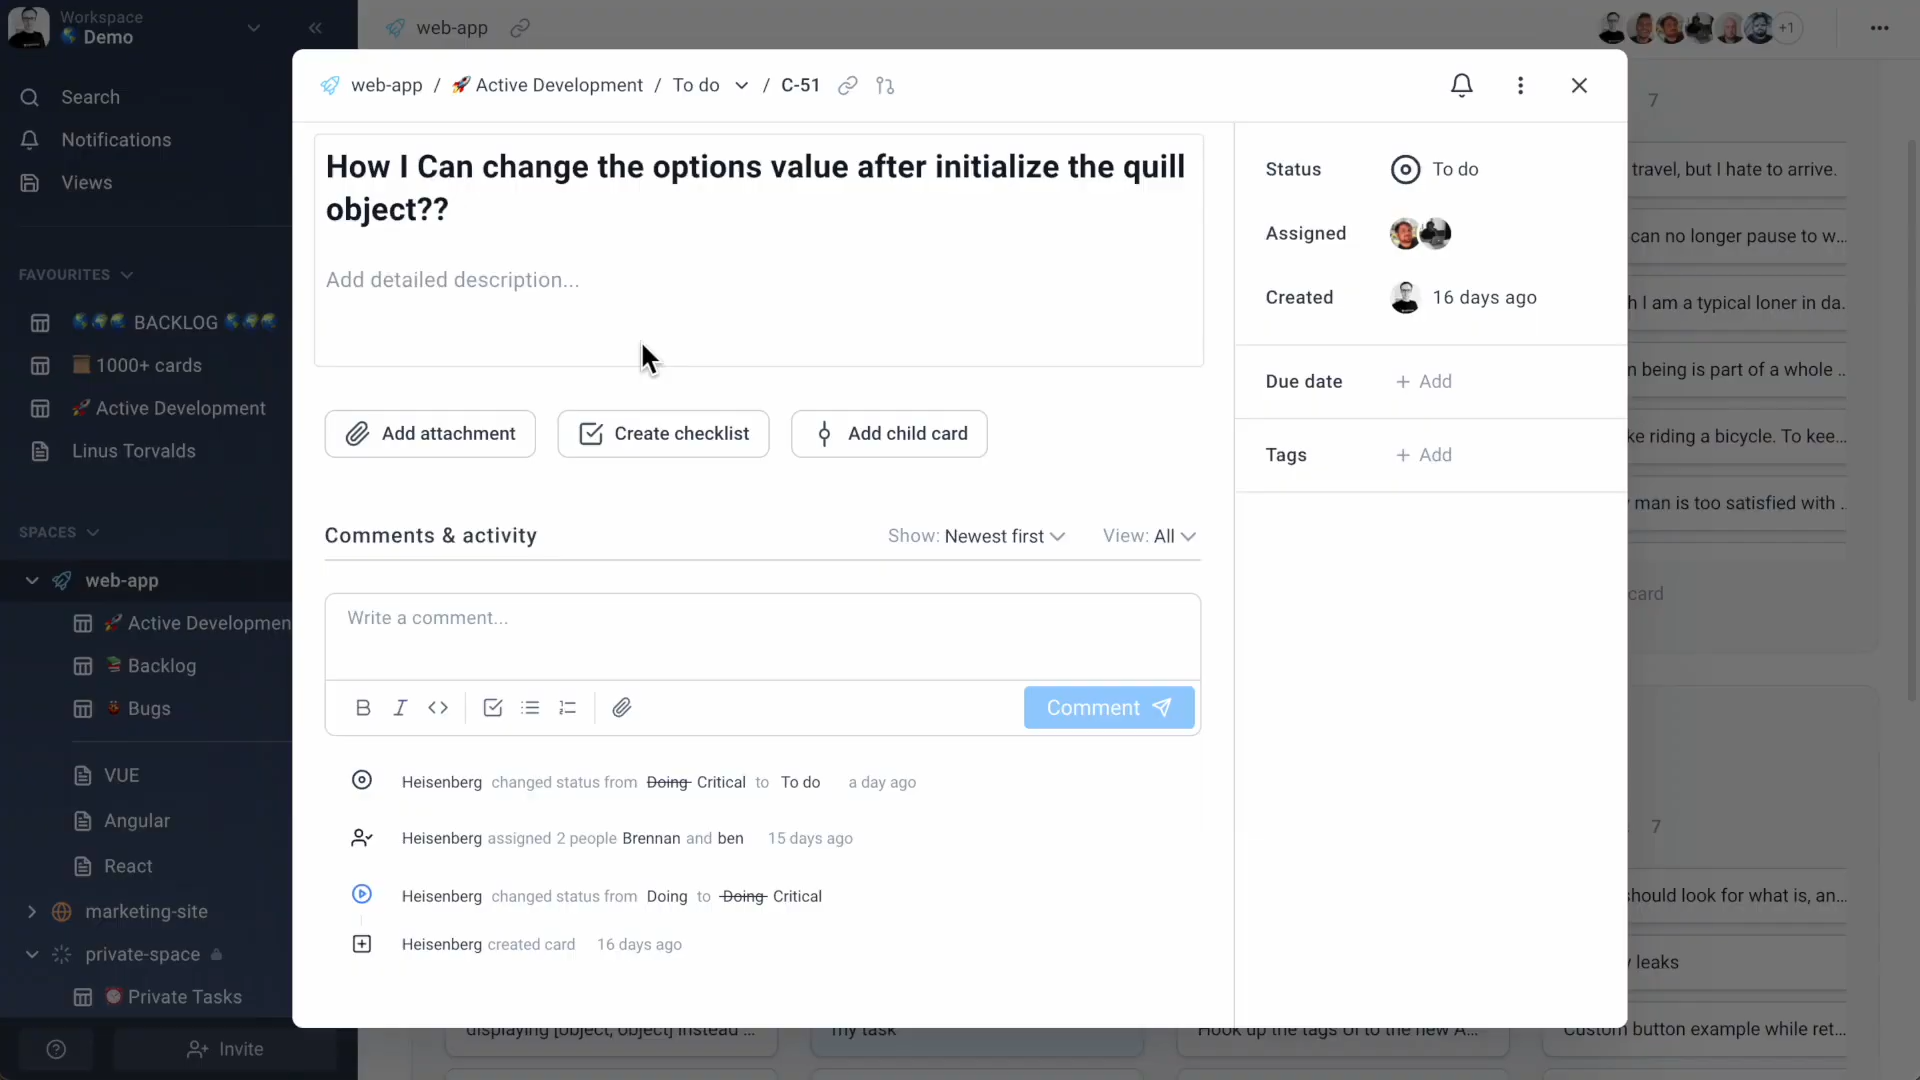 Workspace
Demo
web-app
+1
Search
Notifications
Views
FAVOURITES
BACKLOG
1000+ cards
Active Development
Linus Torvalds
SPACES
web-app
Active Developmen
Backlog
Bugs
VUE
Angular
React
marketing-site
private-space
Private Tasks
Invite
web-app / Active Development / To do / C-51
How I Can change the options value after initialize the quill
object??
Add detailed description...
Add attachment
Create checklist
Add child card
Comments & activity
Show: Newest first
View: All
Write a comment...
B I <>
Comment
Heisenberg changed status from Doing Critical to To do a day ago
Heisenberg assigned 2 people Brennan and ben 15 days ago
Heisenberg changed status from Doing to Doing Critical
Heisenberg created card 16 days ago
Status To do
Assigned
Created 16 days ago
Due date + Add
Tags + Add
7
travel, but I hate to arrive.
can no longer pause to w...
I am a typical loner in da.
being is part of a whole ..
riding a bicycle. To kee...
man is too satisfied with .
card
7
should look for what is, an...
leaks
displaying [object, object] instead ...
my task
Hook up the tags UI to the new A...
Custom button example while ret...